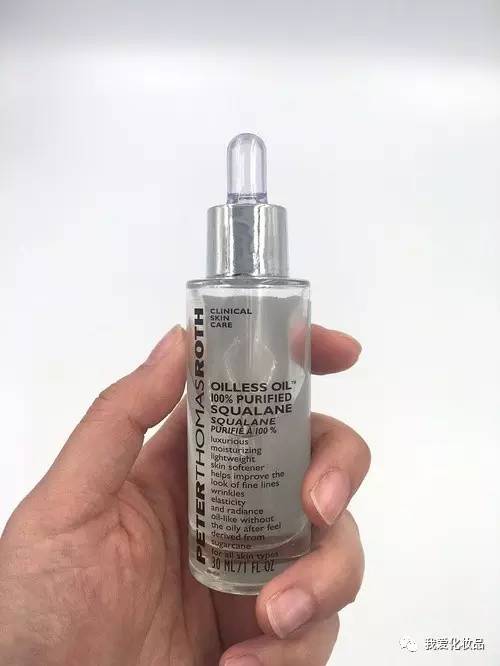 CLINICAL
SKIN
CARE
PETERTHOMASROTH
OILLESS OIL™
100% PURIFIED
SQUALANE
SQUALANE
PURIFIÉ À 100 %
luxurious
moisturizing
lightweight
skin softener
helps improve the
look of fine lines
wrinkles
elasticity
and radiance
oil-like without
the oily after feel
derived from
sugarcane
for all skin types
30 ML/1 FL OZ
我爱化妆品